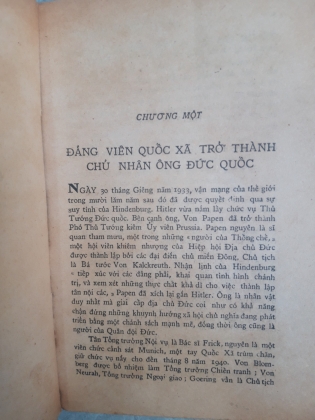 CHƯƠNG MỘT
ĐẢNG VIÊN QUỐC XÃ TRỞ THÀNH
CHỦ NHÂN ÔNG ĐỨC QUỐC
NGÀY 30 tháng Giêng năm 1933, vận mạng của thế giới
trong mười lăm năm sau đó đã được quyết định qua sự
suy tính của Hindenburg. Hitler vừa nắm lấy chức vụ Thủ
Tướng Đức quốc. Bên cạnh ông, Von Papen đã trở thành
Phó Thủ Tướng kiêm Ủy viên Prussia. Papen nguyên là sĩ
quan tham mưu, một trong những «người của Thống chế»,
một hội viên khiêm nhượng của Hiệp hội Địa chủ Đức
được thành lập bởi các đại điền chủ miền Đông, Chủ tịch
là Bá tước Von Kalckreuth. Nhận lịnh của Hindenburg
« tiếp xúc với các đảng phái, khai quan tình hình chánh
trị, và xét xem những thực chất khả dĩ cho việc thành lập
tân nội các, » Papen đã xích lại gần Hitler. Ông là nhân vật
duy nhất mà giai cấp địa chủ Đức coi như có khả năng
chận đứng những khuynh hướng xã hội chủ nghĩa đang phát
triển bằng một chánh sách mạnh mẽ, đồng thời ông cũng là
người của Quân đội Đức.
Tân Tổng trưởng Nội vụ là Bác sĩ Frick, nguyên là một
viên chức cảnh sát Munich, một tay Quốc Xã trùm chăn,
giữ chức vụ nầy cho đến tháng 8 năm 1940. Von Blom-
berg được bổ nhiệm làm Tổng trưởng Chiến tranh ; Von
Neurah, Tổng trưởng Ngoại giao ; Goering vẫn là Chủ tịch